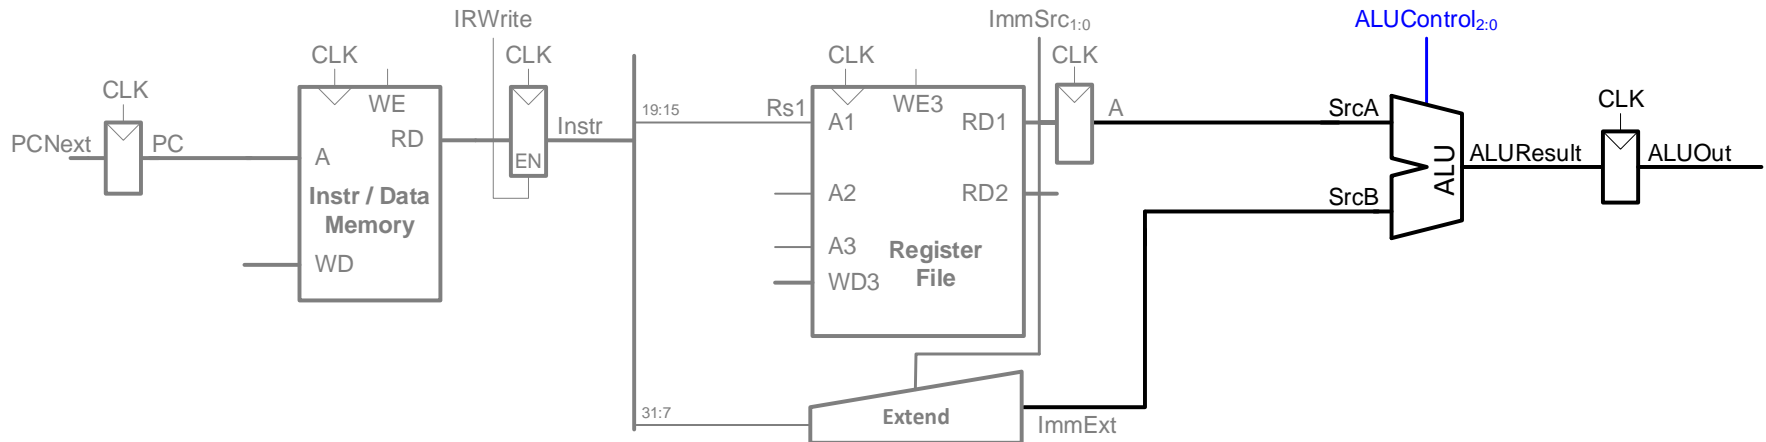 IRWrite
ImmSrc1:0
ALUControl2:0
CLK
CLK
CLK
CLK
CLK
CLK
WE
19:15
Rs1
WE3
A
SrcA
PCNext
PC
RD
Instr
A1
RD1
A
EN
ALU
ALUResult
ALUOut
Instr / Data
Memory
A2
RD2
SrcB
A3
Register
File
WD
WD3
31:7
Extend
ImmExt